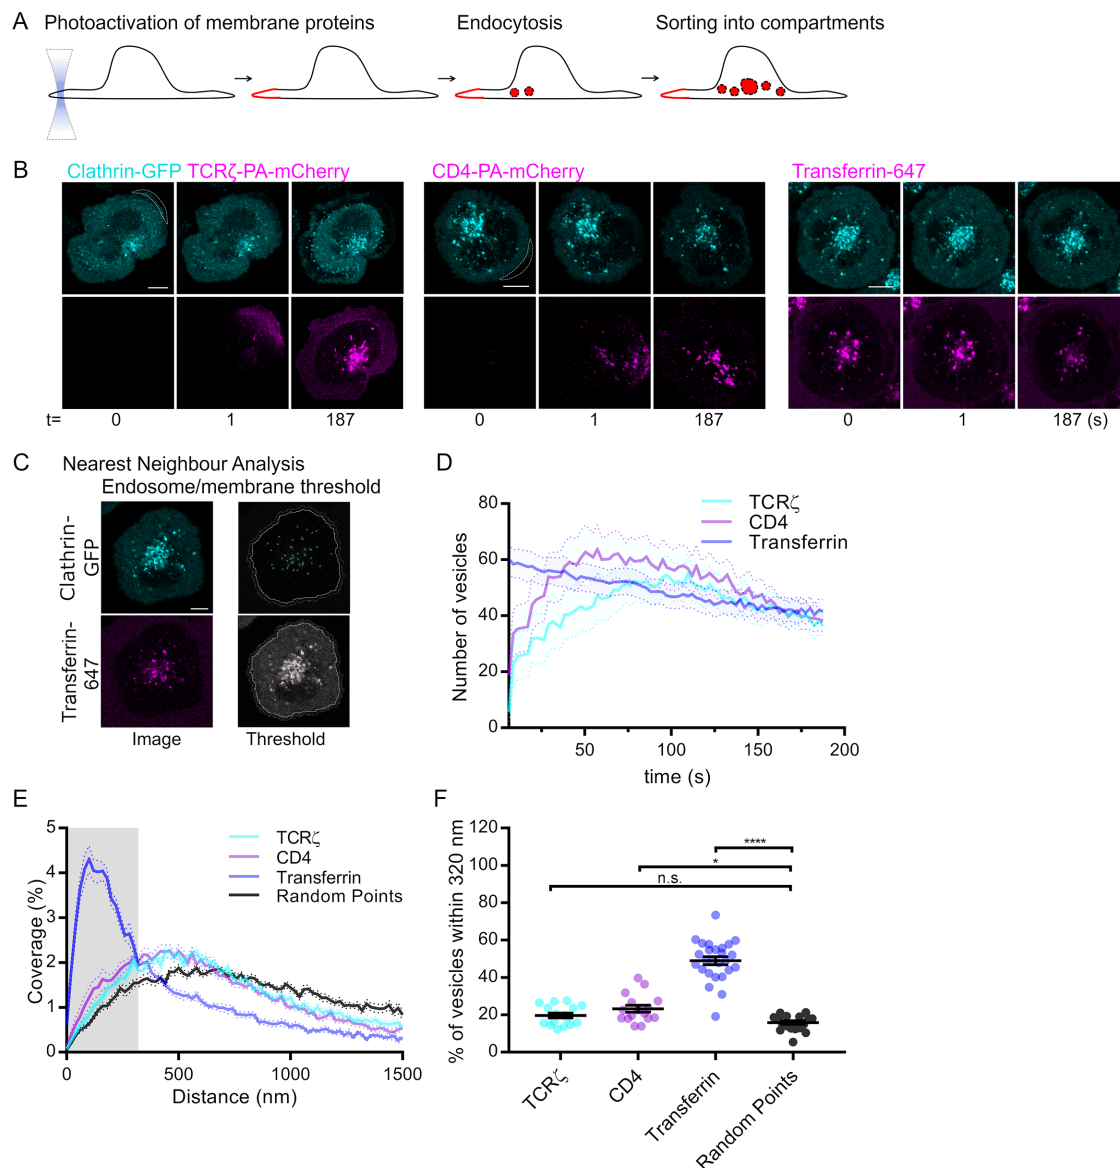 A
Photoactivation of membrane proteins
Endocytosis
Sorting into compartments
B
Clathrin-GFP TCRζ-PA-mCherry
CD4-PA-mCherry
Transferrin-647
t= 0 1 187
0 1 187
0 1 187 (s)
C
Nearest Neighbour Analysis
Endosome/membrane threshold
Clathrin-
GFP
Transferrin-
647
Image
Threshold
D
TCRζ
CD4
Transferrin
Number of vesicles
80
60
40
20
0
50 100 150 200
time (s)
E
TCRζ
CD4
Transferrin
Random Points
Coverage (%)
5
4
3
2
1
0
0 500 1000 1500
Distance (nm)
F
% of vesicles within 320 nm
120
100
80
60
40
20
0
****
*
n.s.
TCRζ
CD4
Transferrin
Random Points